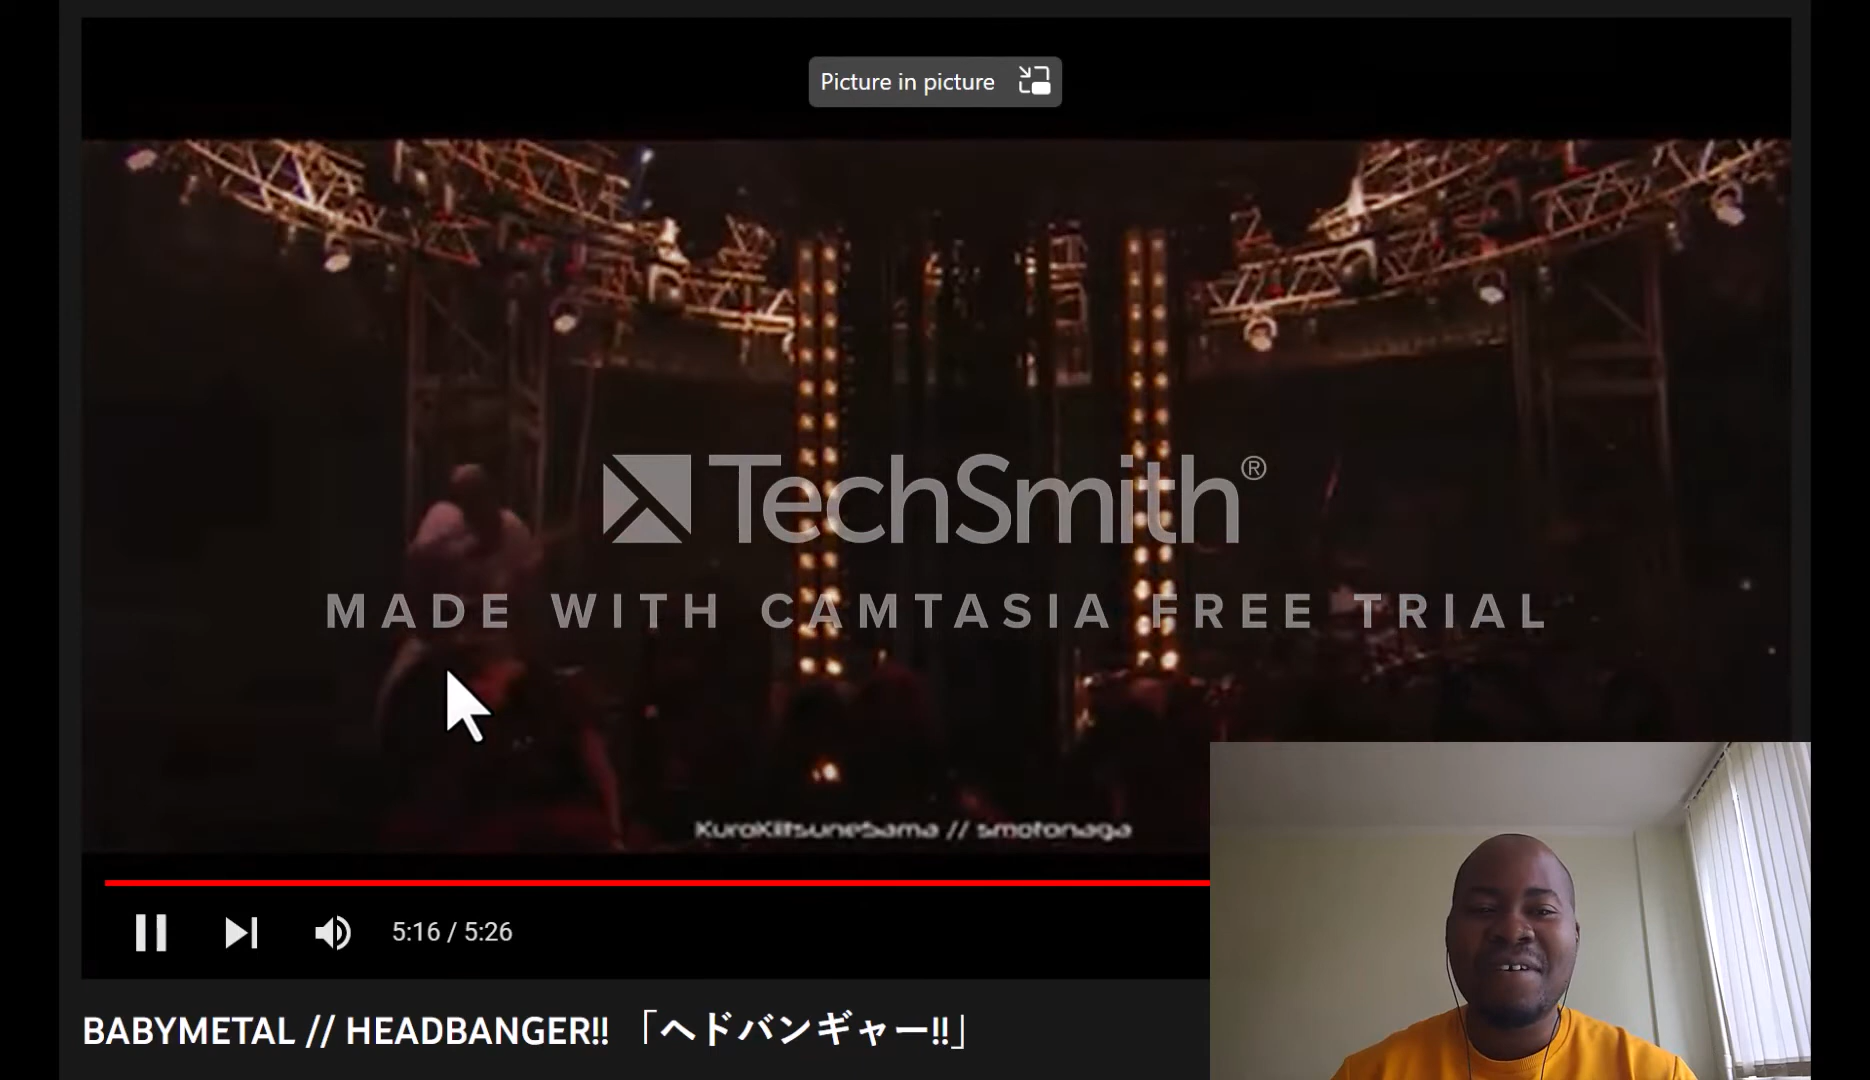 Picture in picture
TechSmith®
MADE WITH CAMTASIA FREE TRIAL
KuroKitsuneSama // smofonaga
5:16 / 5:26
BABYMETAL // HEADBANGER!! 「ヘドバンギャー!!」